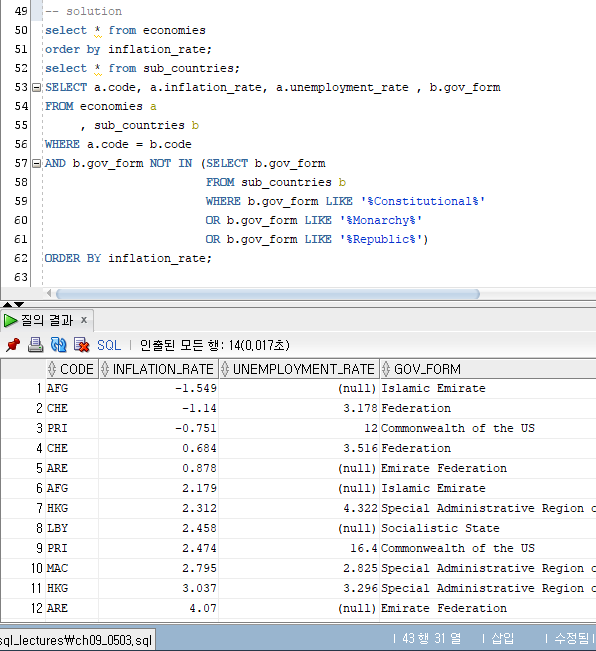 49 -- solution
50 select * from economies
51 order by inflation_rate;
52 select * from sub_countries;
53 SELECT a.code, a.inflation_rate, a.unemployment_rate , b.gov_form
54 FROM economies a
55 , sub_countries b
56 WHERE a.code = b.code
57 AND b.gov_form NOT IN (SELECT b.gov_form
58 FROM sub_countries b
59 WHERE b.gov_form LIKE '%Constitutional%'
60 OR b.gov_form LIKE '%Monarchy%'
61 OR b.gov_form LIKE '%Republic%')
62 ORDER BY inflation_rate;
63
질의 결과 x
SQL | 인출된 모든 행: 14(0,017초)
CODE INFLATION_RATE UNEMPLOYMENT_RATE GOV_FORM
1 AFG -1.549 (null) Islamic Emirate
2 CHE -1.14 3.178 Federation
3 PRI -0.751 12 Commonwealth of the US
4 CHE 0.684 3.516 Federation
5 ARE 0.878 (null) Emirate Federation
6 AFG 2.179 (null) Islamic Emirate
7 HKG 2.312 4.322 Special Administrative Region o
8 LBY 2.458 (null) Socialistic State
9 PRI 2.474 16.4 Commonwealth of the US
10 MAC 2.795 2.825 Special Administrative Region o
11 HKG 3.037 3.296 Special Administrative Region o
12 ARE 4.07 (null) Emirate Federation
sql_lectures₩ch09_0503.sql | 43 행 31 열 | 삽입 | 수정됨